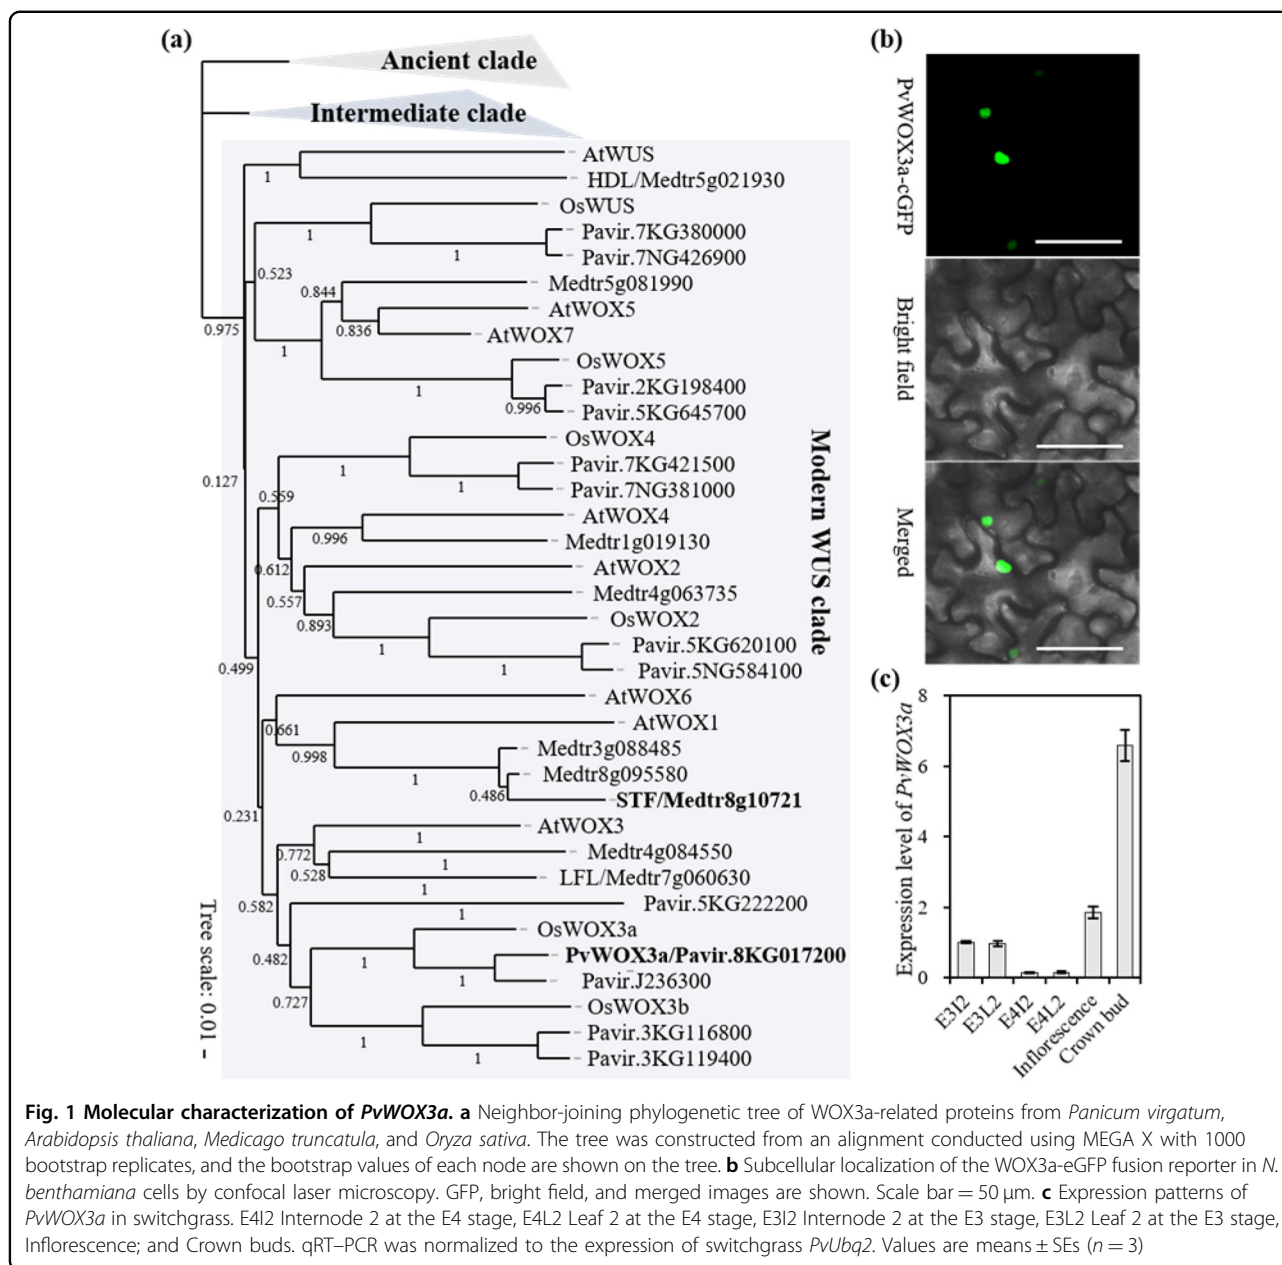 (a)
Ancient clade
Intermediate clade
AtWUS
1
HDL/Medtr5g021930
OsWUS
1
Pavir.7KG380000
1
Pavir.7NG426900
0.523
0.844
Medtr5g081990
AtWOX5
0.836
0.975
AtWOX7
1
OsWOX5
1
Pavir.2KG198400
0.996
Pavir.5KG645700
OsWOX4
1
Pavir.7KG421500
0.127
1
Pavir.7NG381000
0.559
AtWOX4
0.996
Medtr1g019130
0.612
AtWOX2
0.557
Medtr4g063735
0.893
OsWOX2
1
Pavir.5KG620100
0.499
1
Pavir.5NG584100
AtWOX6
0.661
AtWOX1
0.998
Medtr3g088485
1
Medtr8g095580
0.486
STF/Medtr8g10721
0.231
AtWOX3
1
0.772
Medtr4g084550
1
0.528
LFL/Medtr7g060630
1
0.582
Pavir.5KG222200
1
OsWOX3a
0.482
1
PvWOX3a/Pavir.8KG017200
1
Pavir.J236300
0.727
OsWOX3b
1
Pavir.3KG116800
1
Pavir.3KG119400
Modern WUS clade
Tree scale: 0.01
(b)
PvWOX3a-cGFP
Bright field
Merged
(c)
Expression level of PvWOX3a
8
6
4
2
0
E3I2
E3L2
E4I2
E4L2
Inflorescence
Crown bud
Fig. 1 Molecular characterization of PvWOX3a. a Neighbor-joining phylogenetic tree of WOX3a-related proteins from Panicum virgatum,
Arabidopsis thaliana, Medicago truncatula, and Oryza sativa. The tree was constructed from an alignment conducted using MEGA X with 1000
bootstrap replicates, and the bootstrap values of each node are shown on the tree. b Subcellular localization of the WOX3a-eGFP fusion reporter in N.
benthamiana cells by confocal laser microscopy. GFP, bright field, and merged images are shown. Scale bar = 50 μm. c Expression patterns of
PvWOX3a in switchgrass. E4I2 Internode 2 at the E4 stage, E4L2 Leaf 2 at the E4 stage, E3I2 Internode 2 at the E3 stage, E3L2 Leaf 2 at the E3 stage,
Inflorescence; and Crown buds. qRT–PCR was normalized to the expression of switchgrass PvUbq2. Values are means ± SEs (n = 3)